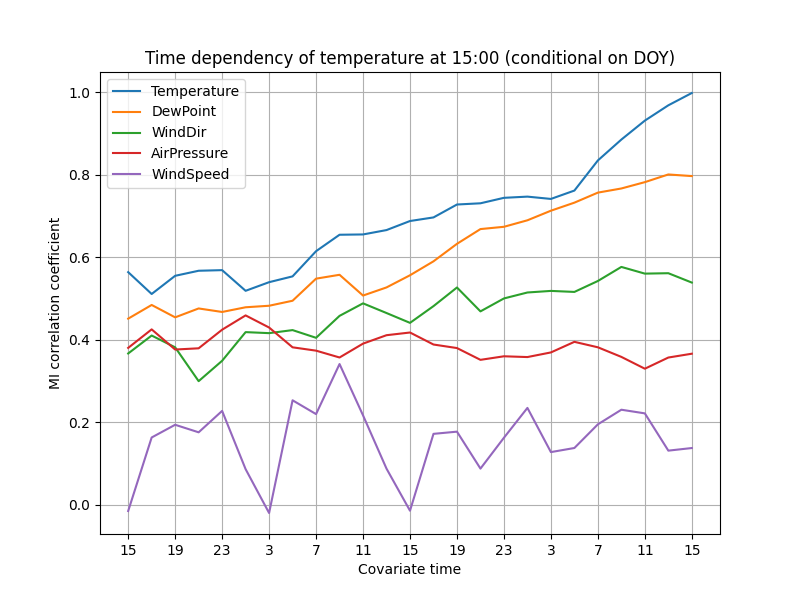 Time dependency of temperature at 15:00 (conditional on DOY)
Temperature
DewPoint
WindDir
AirPressure
WindSpeed
MI correlation coefficient
1.0
0.8
0.6
0.4
0.2
0.0
15 19 23 3 7 11 15 19 23 3 7 11 15
Covariate time